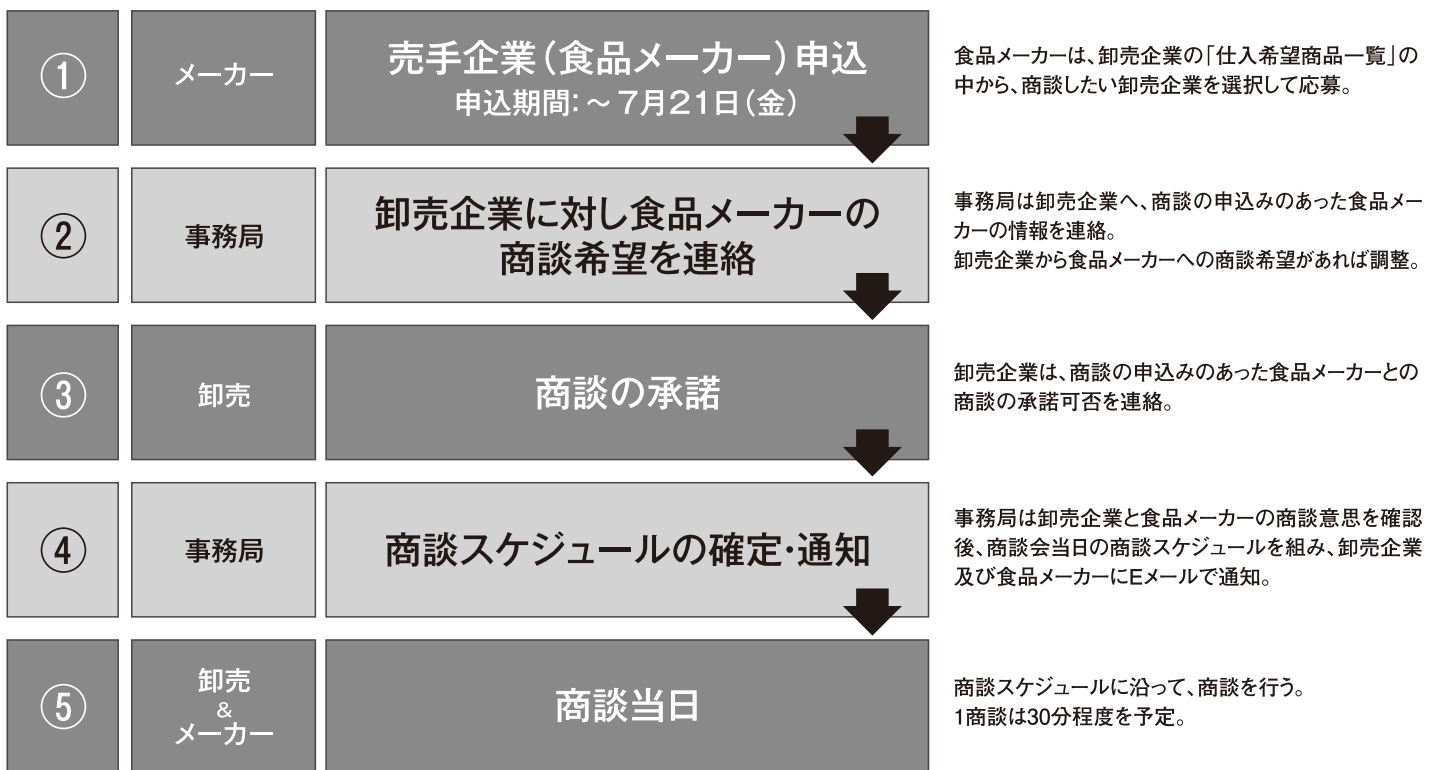 ①
メーカー
売手企業（食品メーカー）申込
申込期間：～７月２１日（金）
食品メーカーは、卸売企業の「仕入希望商品一覧」の
中から、商談したい卸売企業を選択して応募。
②
事務局
卸売企業に対し食品メーカーの
商談希望を連絡
事務局は卸売企業へ、商談の申込みのあった食品メー
カーの情報を連絡。
卸売企業から食品メーカーへの商談希望があれば調整。
③
卸売
商談の承諾
卸売企業は、商談の申込みのあった食品メーカーとの
商談の承諾可否を連絡。
④
事務局
商談スケジュールの確定・通知
事務局は卸売企業と食品メーカーの商談意思を確認
後、商談会当日の商談スケジュールを組み、卸売企業
及び食品メーカーにEメールで通知。
⑤
卸売
&
メーカー
商談当日
商談スケジュールに沿って、商談を行う。
1商談は30分程度を予定。